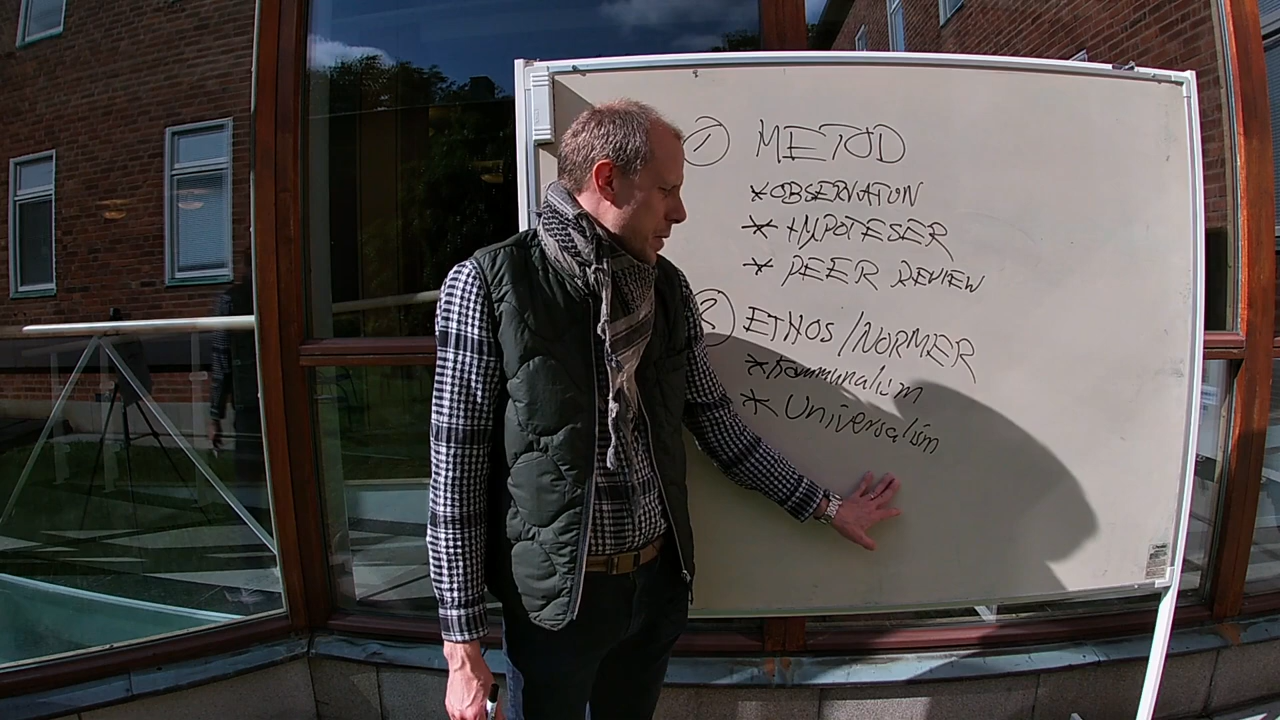 1 METOD
* OBSERVATION
* HYPOTESER
* PEER REVIEW
2 ETHOS/NORMER
* Kommunalism
* Universalism